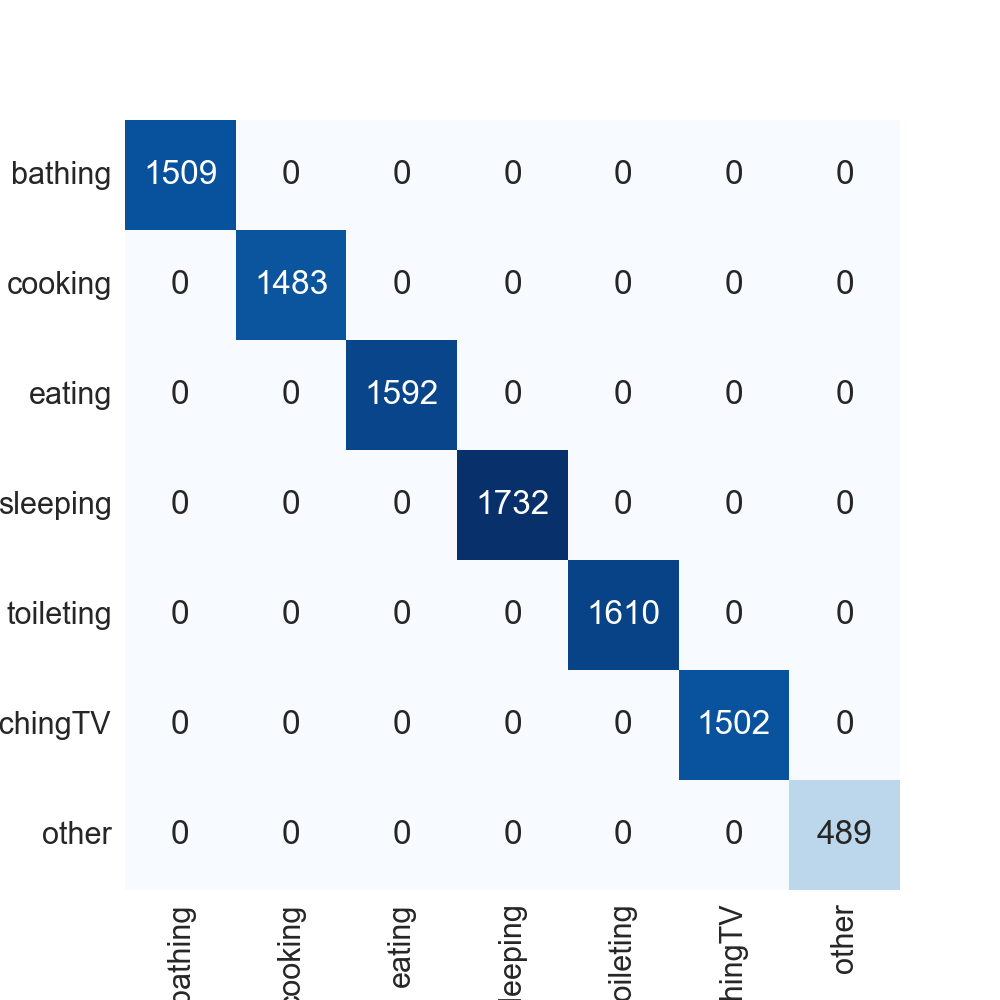 bathing 1509 0 0 0 0 0 0
cooking 0 1483 0 0 0 0 0
eating 0 0 1592 0 0 0 0
sleeping 0 0 0 1732 0 0 0
toileting 0 0 0 0 1610 0 0
chingTV 0 0 0 0 0 1502 0
other 0 0 0 0 0 0 489
bathing
cooking
eating
leeping
oileting
hingTV
other